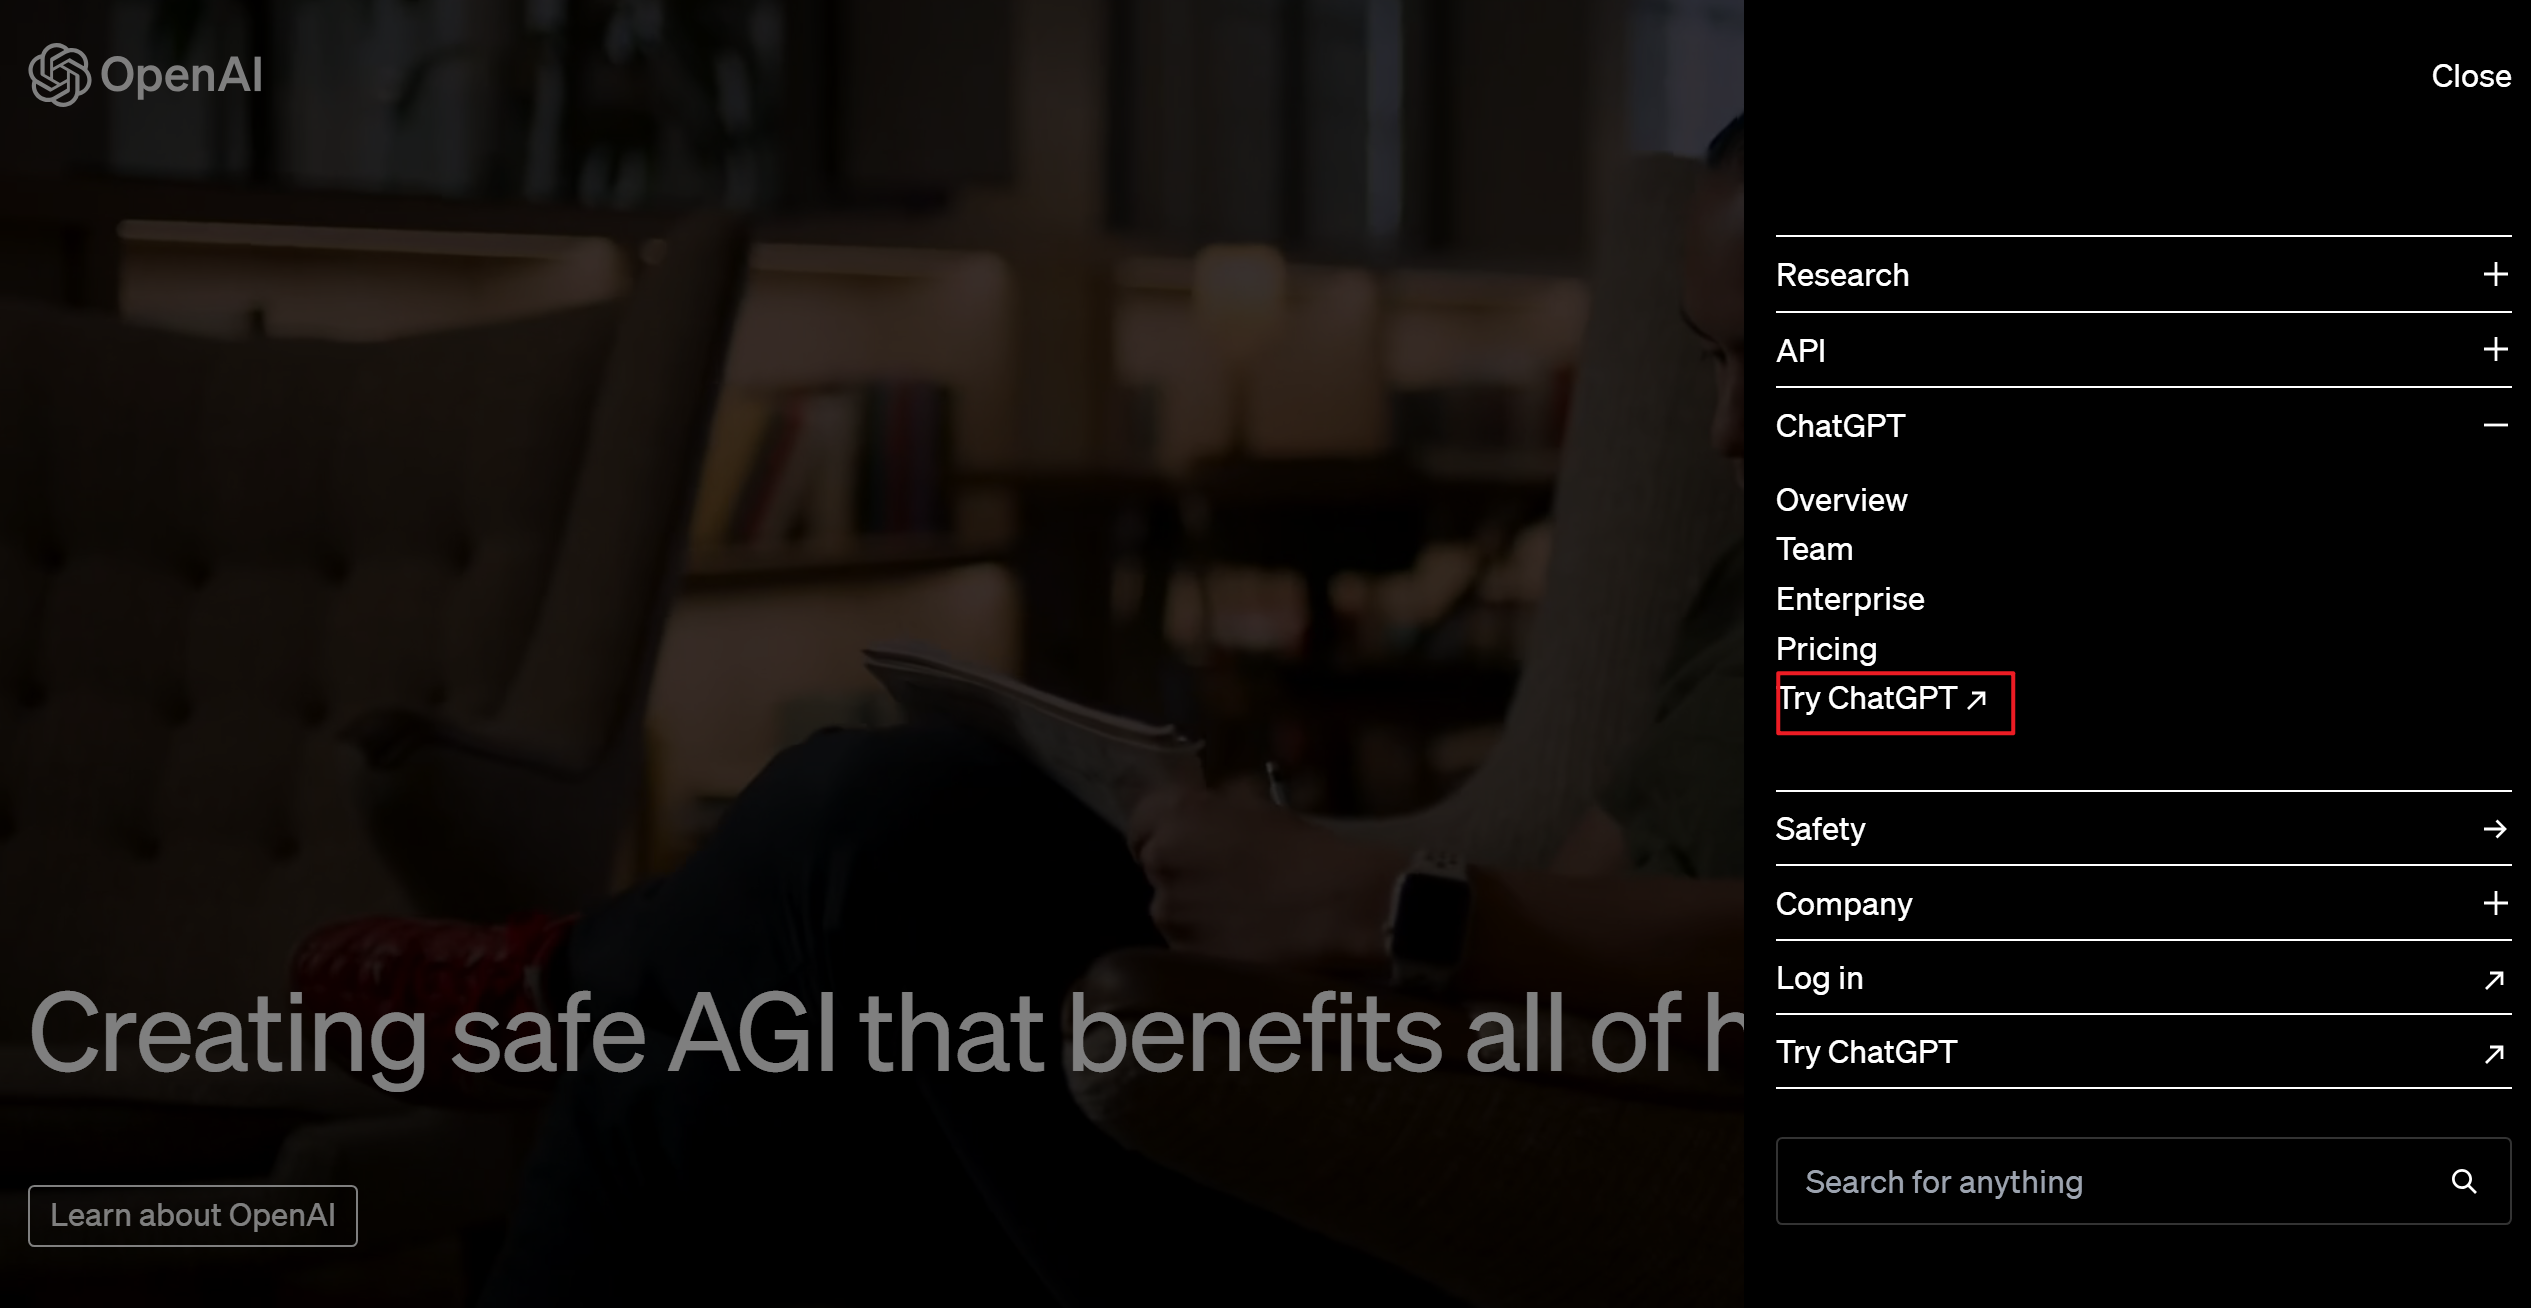 OpenAI
Close
Research
API
ChatGPT
Overview
Team
Enterprise
Pricing
Try ChatGPT
Safety
Company
Log in
Try ChatGPT
Search for anything
Creating safe AGI that benefits all of h
Learn about OpenAI